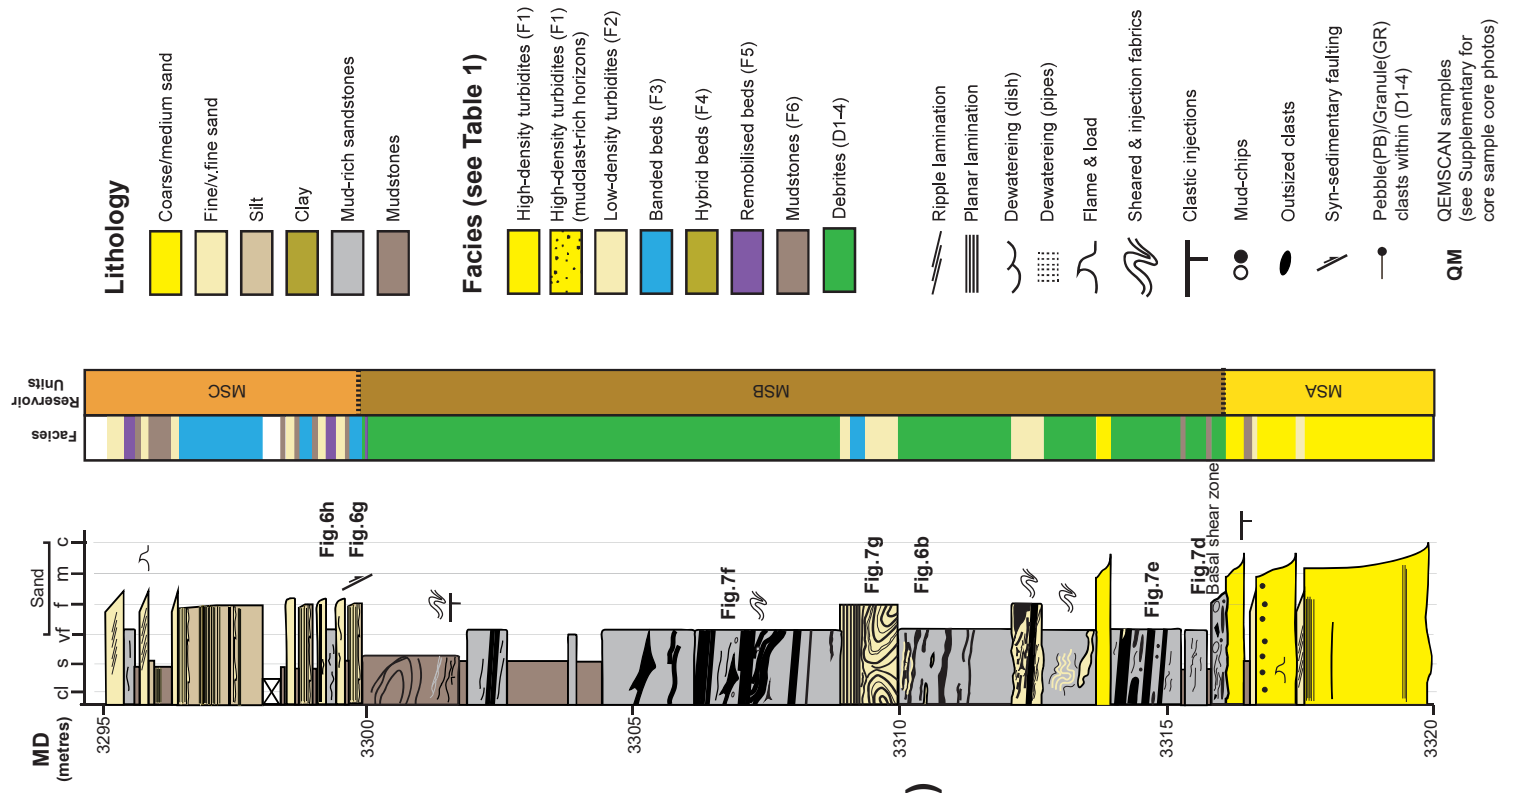 Lithology
Coarse/medium sand
Fine/v.fine sand
Silt
Clay
Mud-rich sandstones
Mudstones
Facies (see Table 1)
High-density turbidites (F1)
High-density turbidites (F1)
(mudclast-rich horizons)
Low-density turbidites (F2)
Banded beds (F3)
Hybrid beds (F4)
Remobilised beds (F5)
Mudstones (F6)
Debrites (D1-4)
Ripple lamination
Planar lamination
Dewatereing (dish)
Dewatereing (pipes)
Flame & load
Sheared & injection fabrics
Clastic injections
Mud-chips
Outsized clasts
Syn-sedimentary faulting
Pebble(PB)/Granule(GR)
clasts within (D1-4)
QM
QEMSCAN samples
(see Supplementary for
core sample core photos)
Reservoir
Units
MSC
MSB
MSA
Facies
Sand
c
m
f
vf
s
cl
Fig.6h
Fig.6g
Fig.7f
Fig.7g
Fig.6b
Fig.7e
Fig.7d
Basal shear zone
MD
(metres)
3295
3305
3305
3310
3315
3320
)